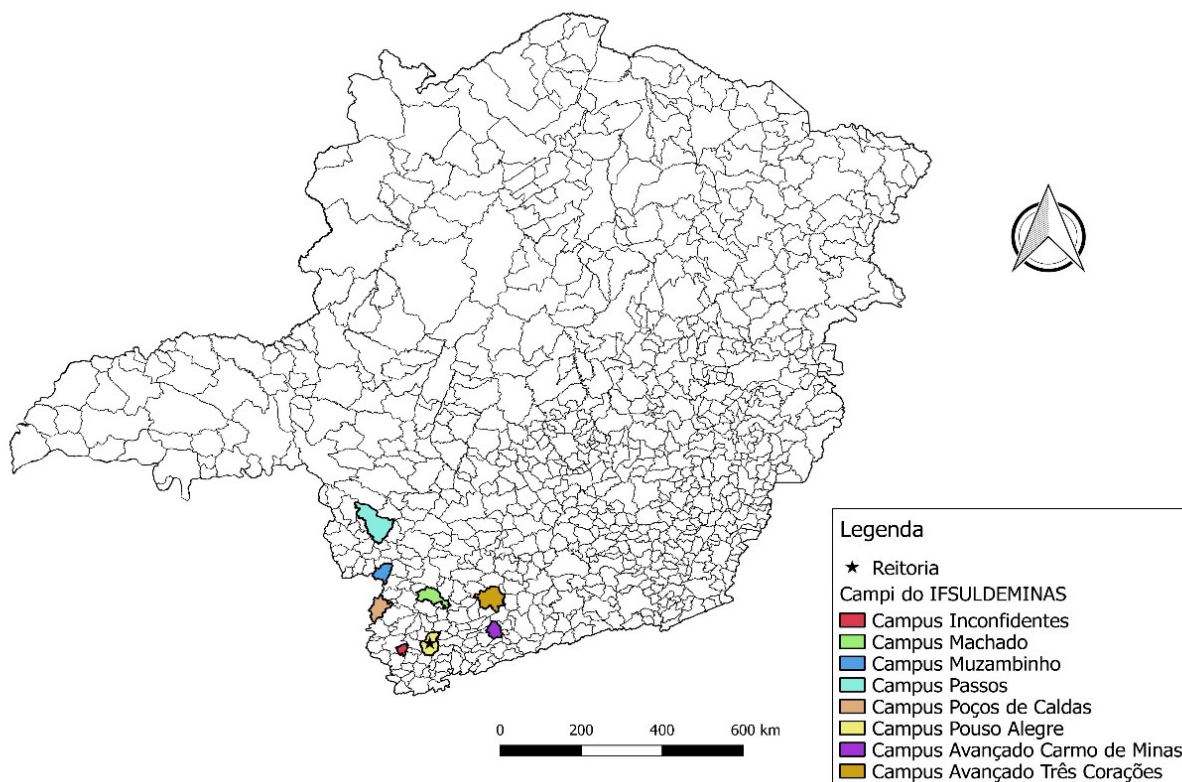 Legenda
Reitoria
Campi do IFSULDEMINAS
Campus Inconfidentes
Campus Machado
Campus Muzambinho
Campus Passos
Campus Poços de Caldas
Campus Pouso Alegre
Campus Avançado Carmo de Minas
Campus Avançado Três Corações
0 200 400 600 km